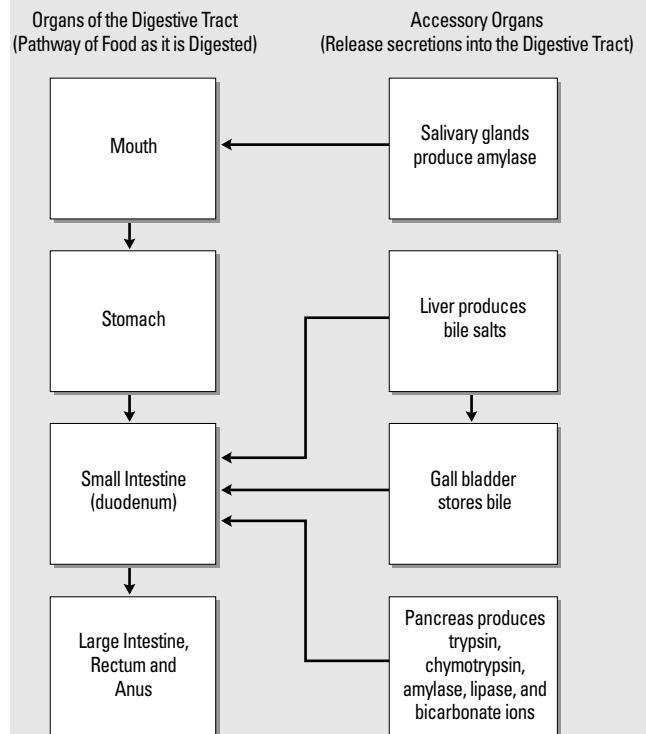 Organs of the Digestive Tract
(Pathway of Food as it is Digested)
Accessory Organs
(Release secretions into the Digestive Tract)
Mouth
Salivary glands
produce amylase
Stomach
Liver produces
bile salts
Small Intestine
(duodenum)
Gall bladder
stores bile
Large Intestine,
Rectum and
Anus
Pancreas produces
trypsin,
chymotrypsin,
amylase, lipase, and
bicarbonate ions